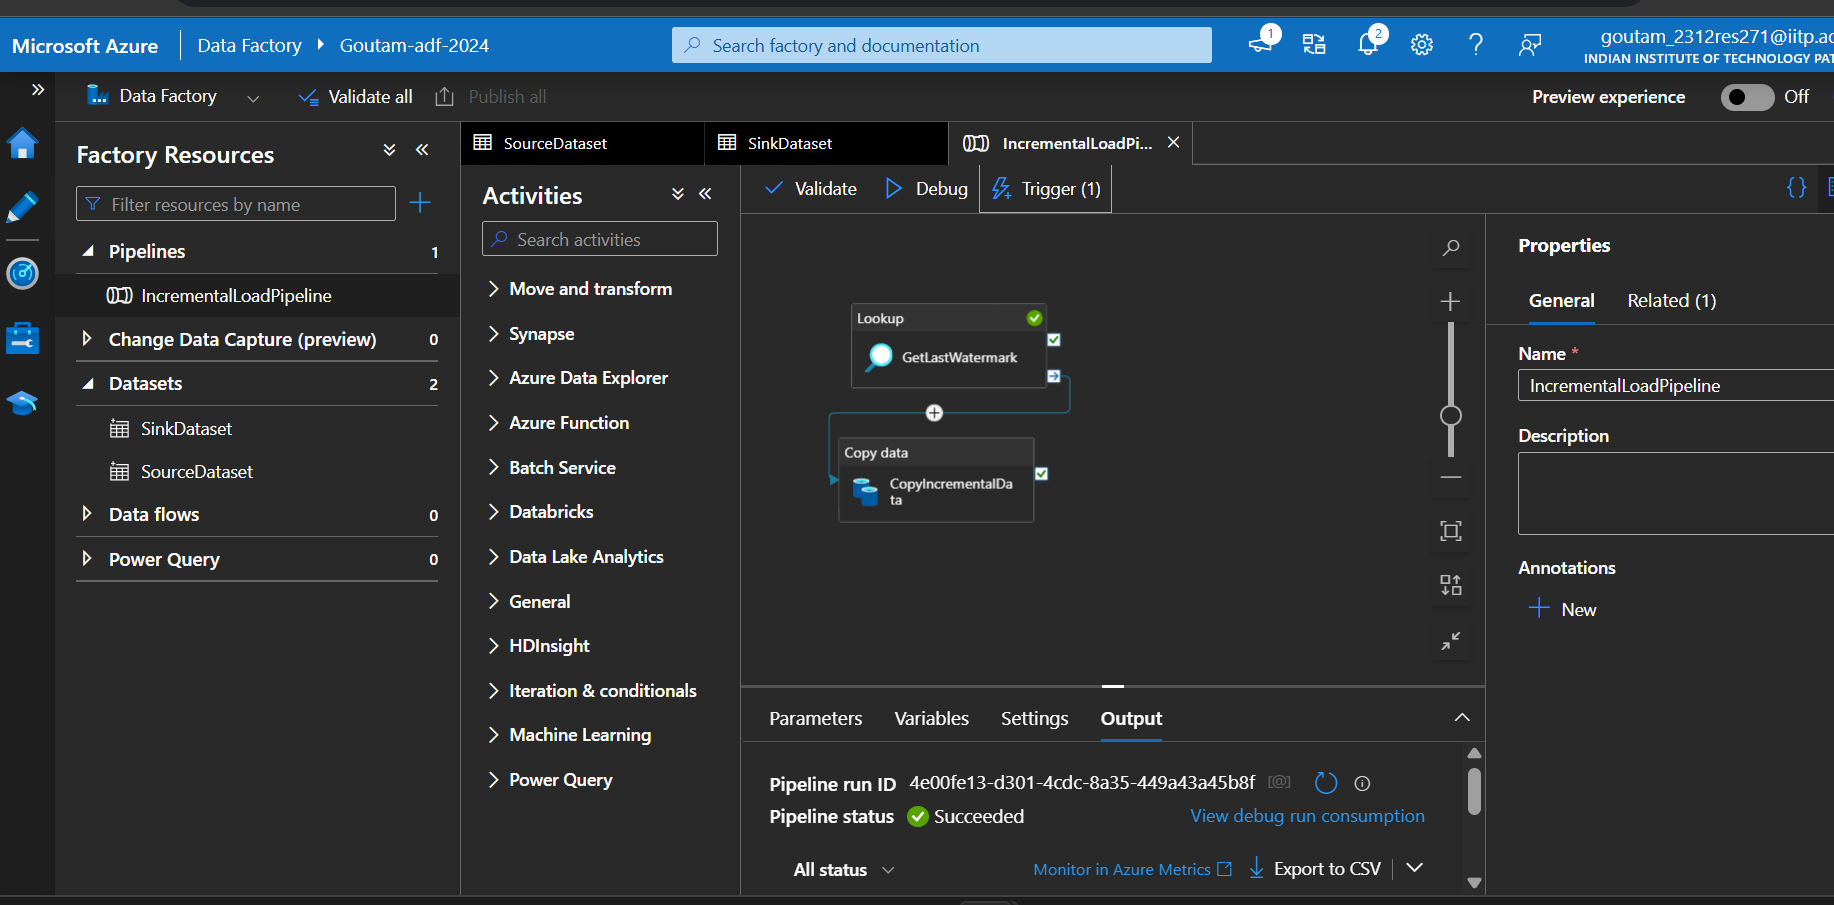 Microsoft Azure
Data Factory
Goutam-adf-2024
Search factory and documentation
1
2
goutam_2312res271@iitp.ac
INDIAN INSTITUTE OF TECHNOLOGY PAT
Data Factory
Validate all
Publish all
Preview experience
Off
Factory Resources
Filter resources by name
Pipelines 1
IncrementalLoadPipeline
Change Data Capture (preview) 0
Datasets 2
SinkDataset
SourceDataset
Data flows 0
Power Query 0
SourceDataset
SinkDataset
IncrementalLoadPi...
Activities
Search activities
Move and transform
Synapse
Azure Data Explorer
Azure Function
Batch Service
Databricks
Data Lake Analytics
General
HDInsight
Iteration & conditionals
Machine Learning
Power Query
Validate
Debug
Trigger (1)
{}
Lookup
GetLastWatermark
Copy data
CopyIncrementalDa
ta
Parameters
Variables
Settings
Output
Pipeline run ID 4e00fe13-d301-4cdc-8a35-449a43a45b8f
Pipeline status Succeeded
View debug run consumption
All status
Monitor in Azure Metrics
Export to CSV
Properties
General
Related (1)
Name *
IncrementalLoadPipeline
Description
Annotations
New